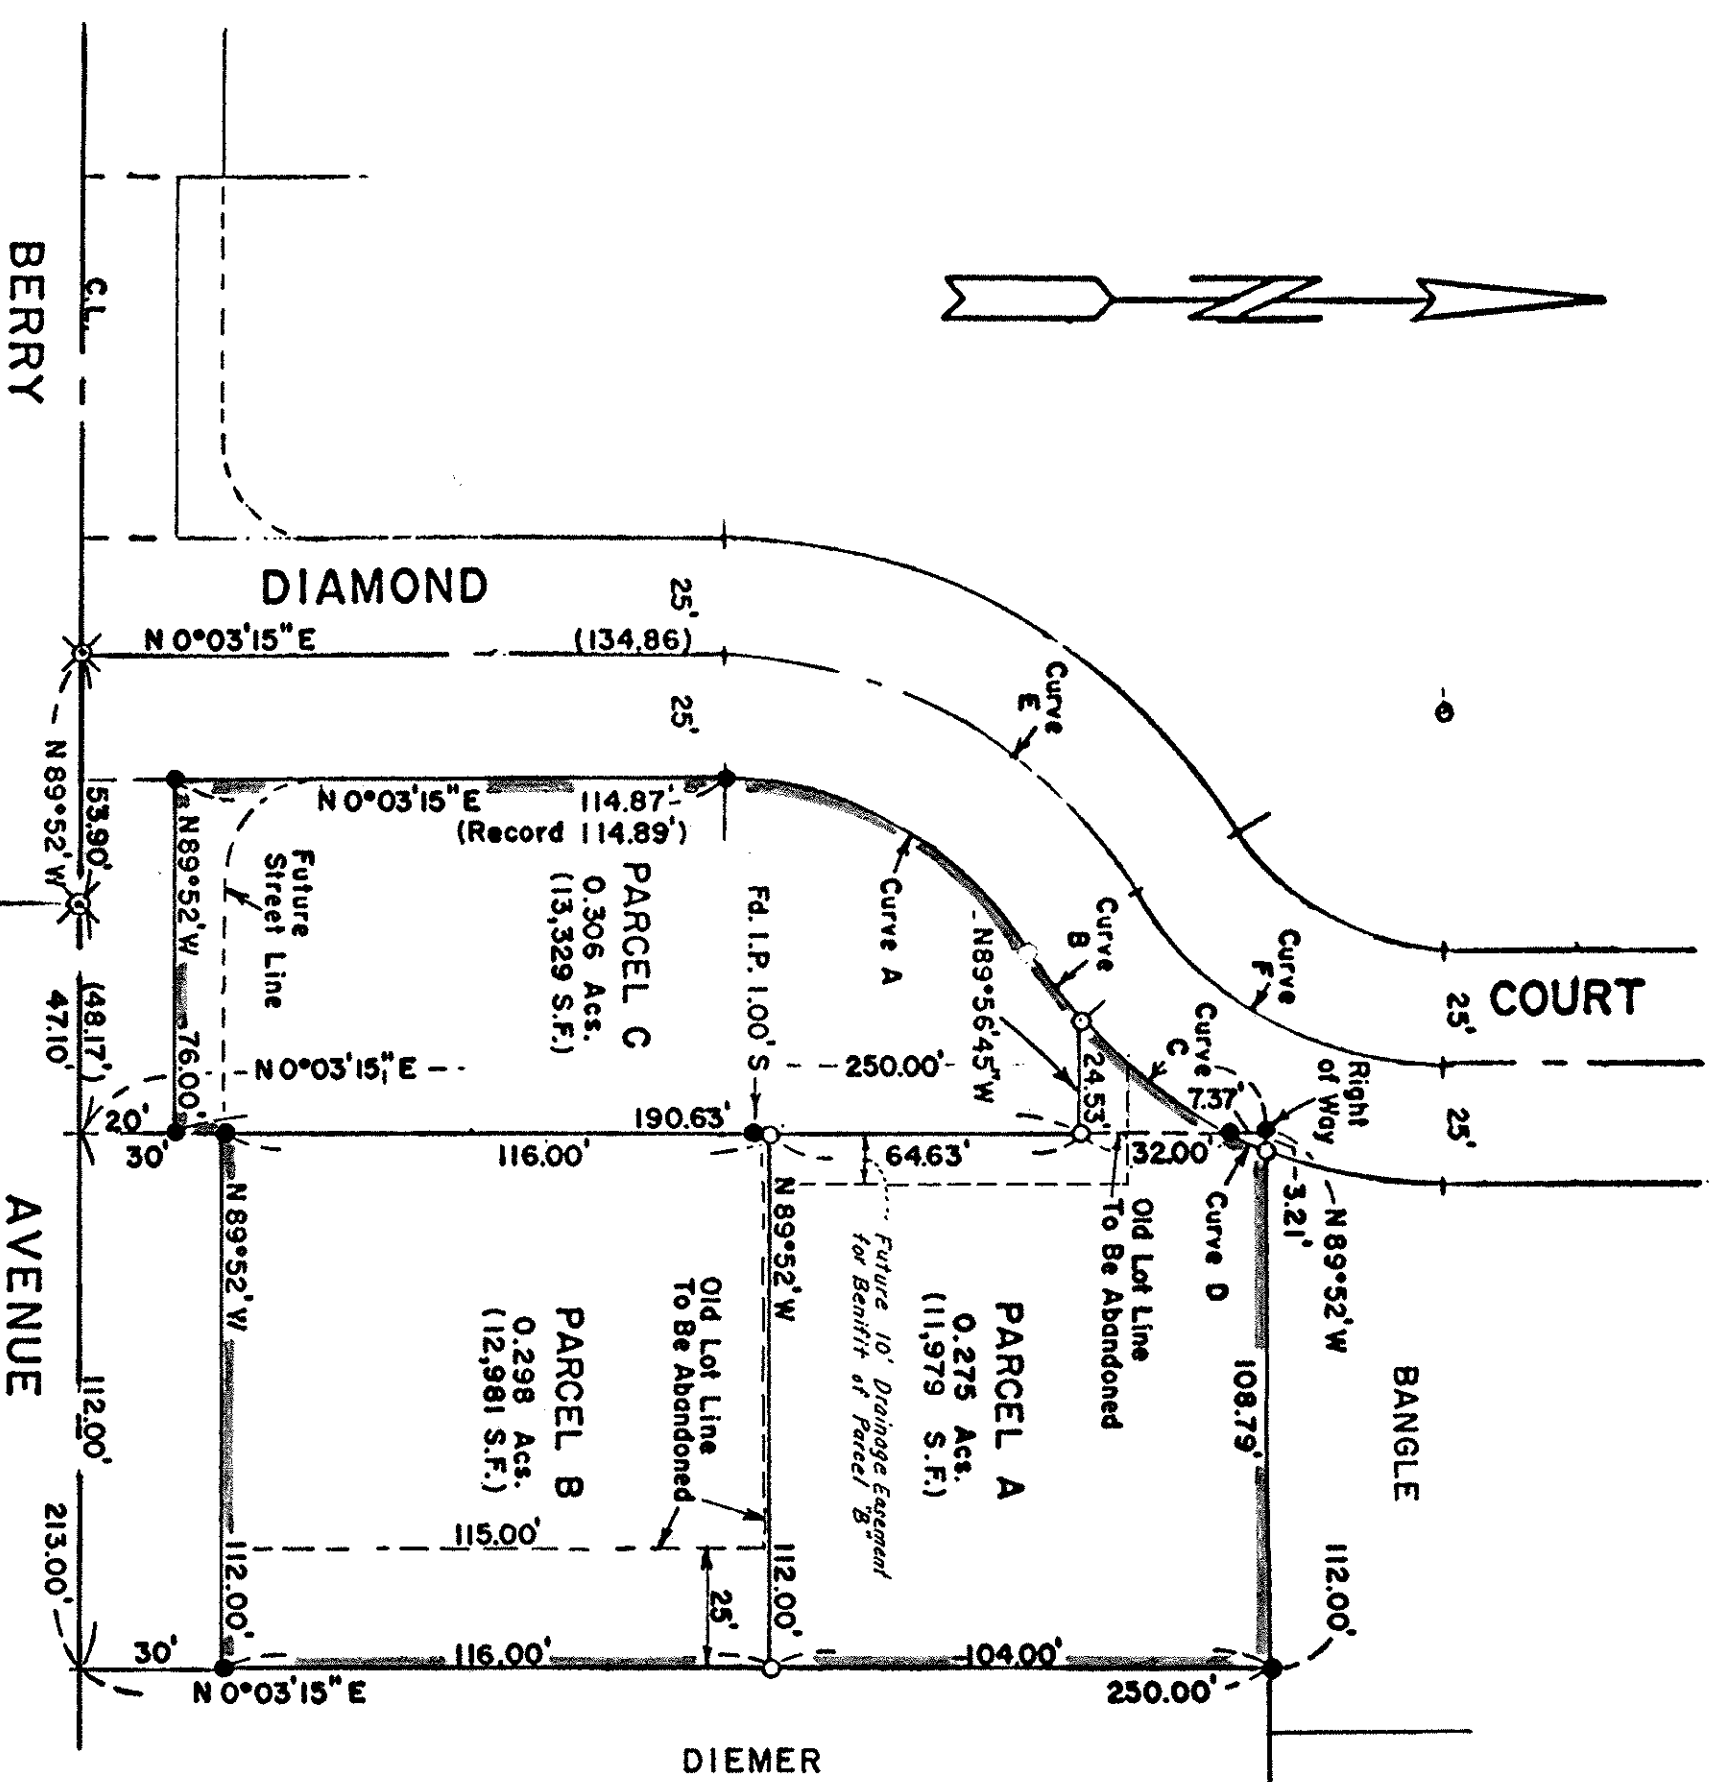 BERRY
AVENUE
C.L.
N
DIAMOND
COURT
25'
N 0°03'15" E
(134.86)
25'
Curve
E
Curve
F
25'
25'
N 89°52' W
53.90'
(48.17')
47.10'
112.00'
213.00'
N 0°03'15" E
114.87'
(Record 114.89')
N 89°52' W
76.00'
Future
Street Line
PARCEL C
0.306 Acs.
(13,329 S.F.)
Fd. I.P. 1.00' S
Curve A
Curve
B
N89°56'45" W
24.53'
Curve
C
7.37'
Right
of Way
N 0°03'15" E
250.00'
20'
30'
190.63'
116.00'
64.63'
32.00'
Old Lot Line
To Be Abandoned
Curve D
3.21'
N 89°52' W
108.79'
112.00'
BANGLE
N 89°52' W
112.00'
PARCEL B
0.298 Acs.
(12,981 S.F.)
Old Lot Line
To Be Abandoned
115.00'
25'
N 89°52' W
112.00'
Future 10' Drainage Easement
for Benifit of Parcel "B"
PARCEL A
0.275 Acs.
(11,979 S.F.)
30'
116.00'
104.00'
N 0°03'15" E
250.00'
DIEMER